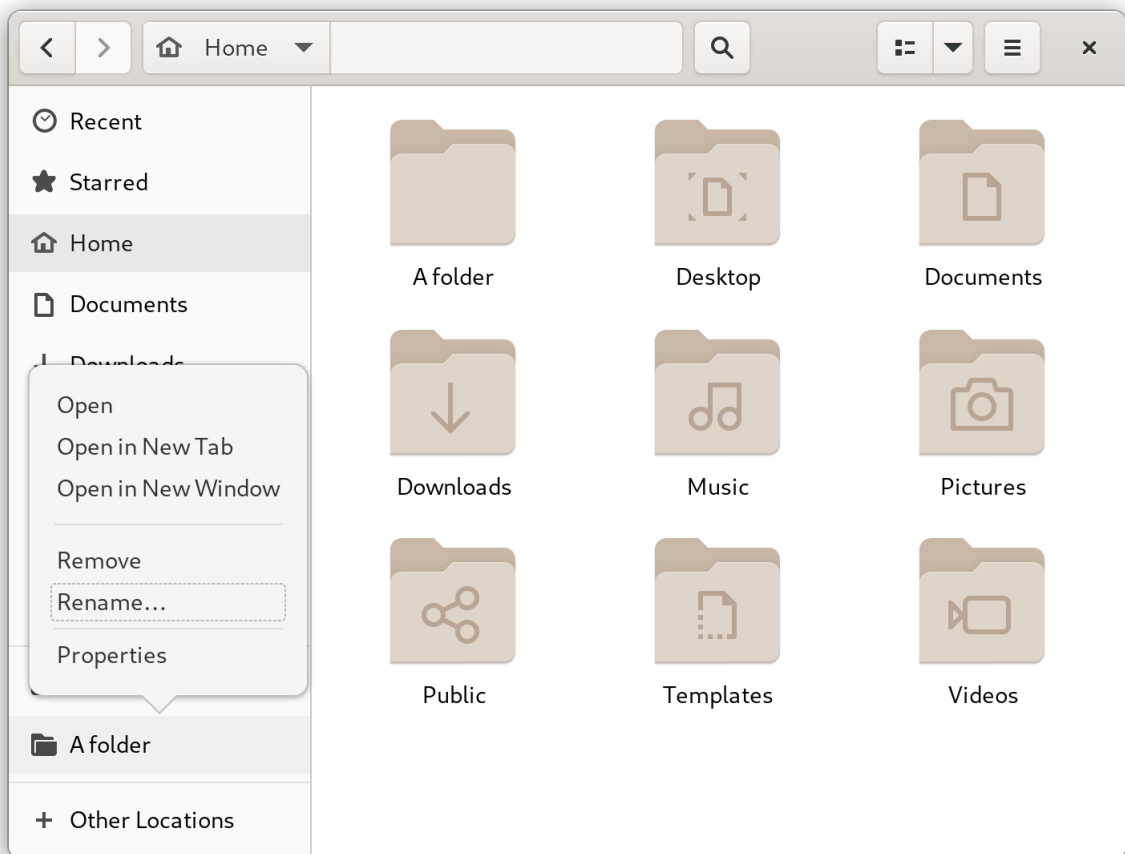 Home
Recent
Starred
Home
Documents
Downloads
Open
Open in New Tab
Open in New Window
Remove
Rename...
Properties
A folder
Other Locations
A folder
Desktop
Documents
Downloads
Music
Pictures
Public
Templates
Videos